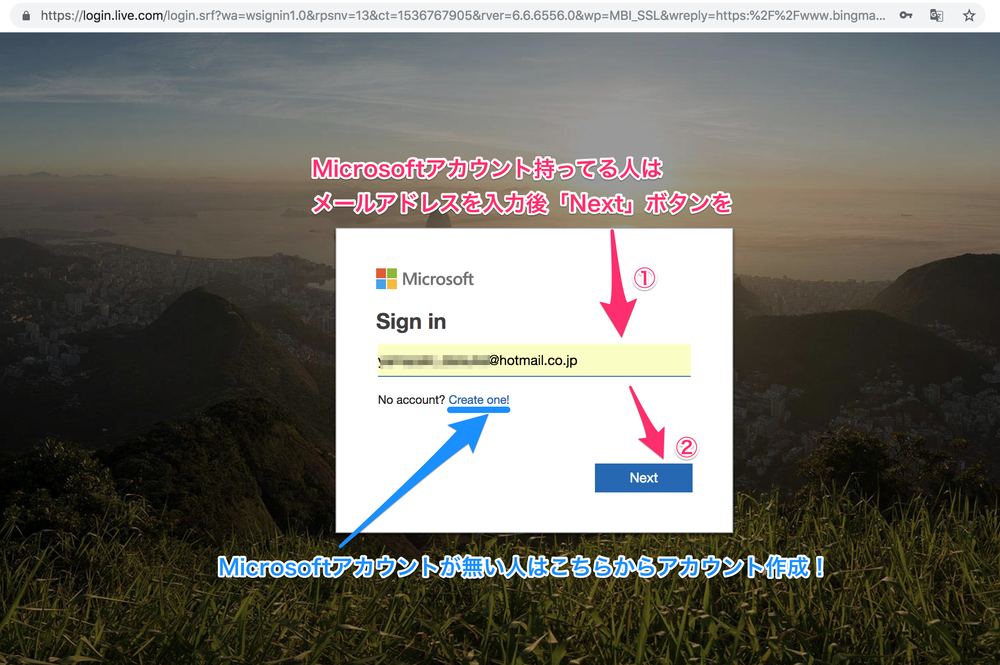 https://login.live.com/login.srf?wa=wsignin1.0&rpsnv=13&ct=1536767905&rver=6.6.6556.0&wp=MBI_SSL&wreply=https:%2F%2Fwww.bingma...
Microsoftアカウント持ってる人は
メールアドレスを入力後「Next」ボタンを
Microsoft
①
Sign in
@hotmail.co.jp
No account? Create one!
②
Next
Microsoftアカウントが無い人はこちらからアカウント作成！